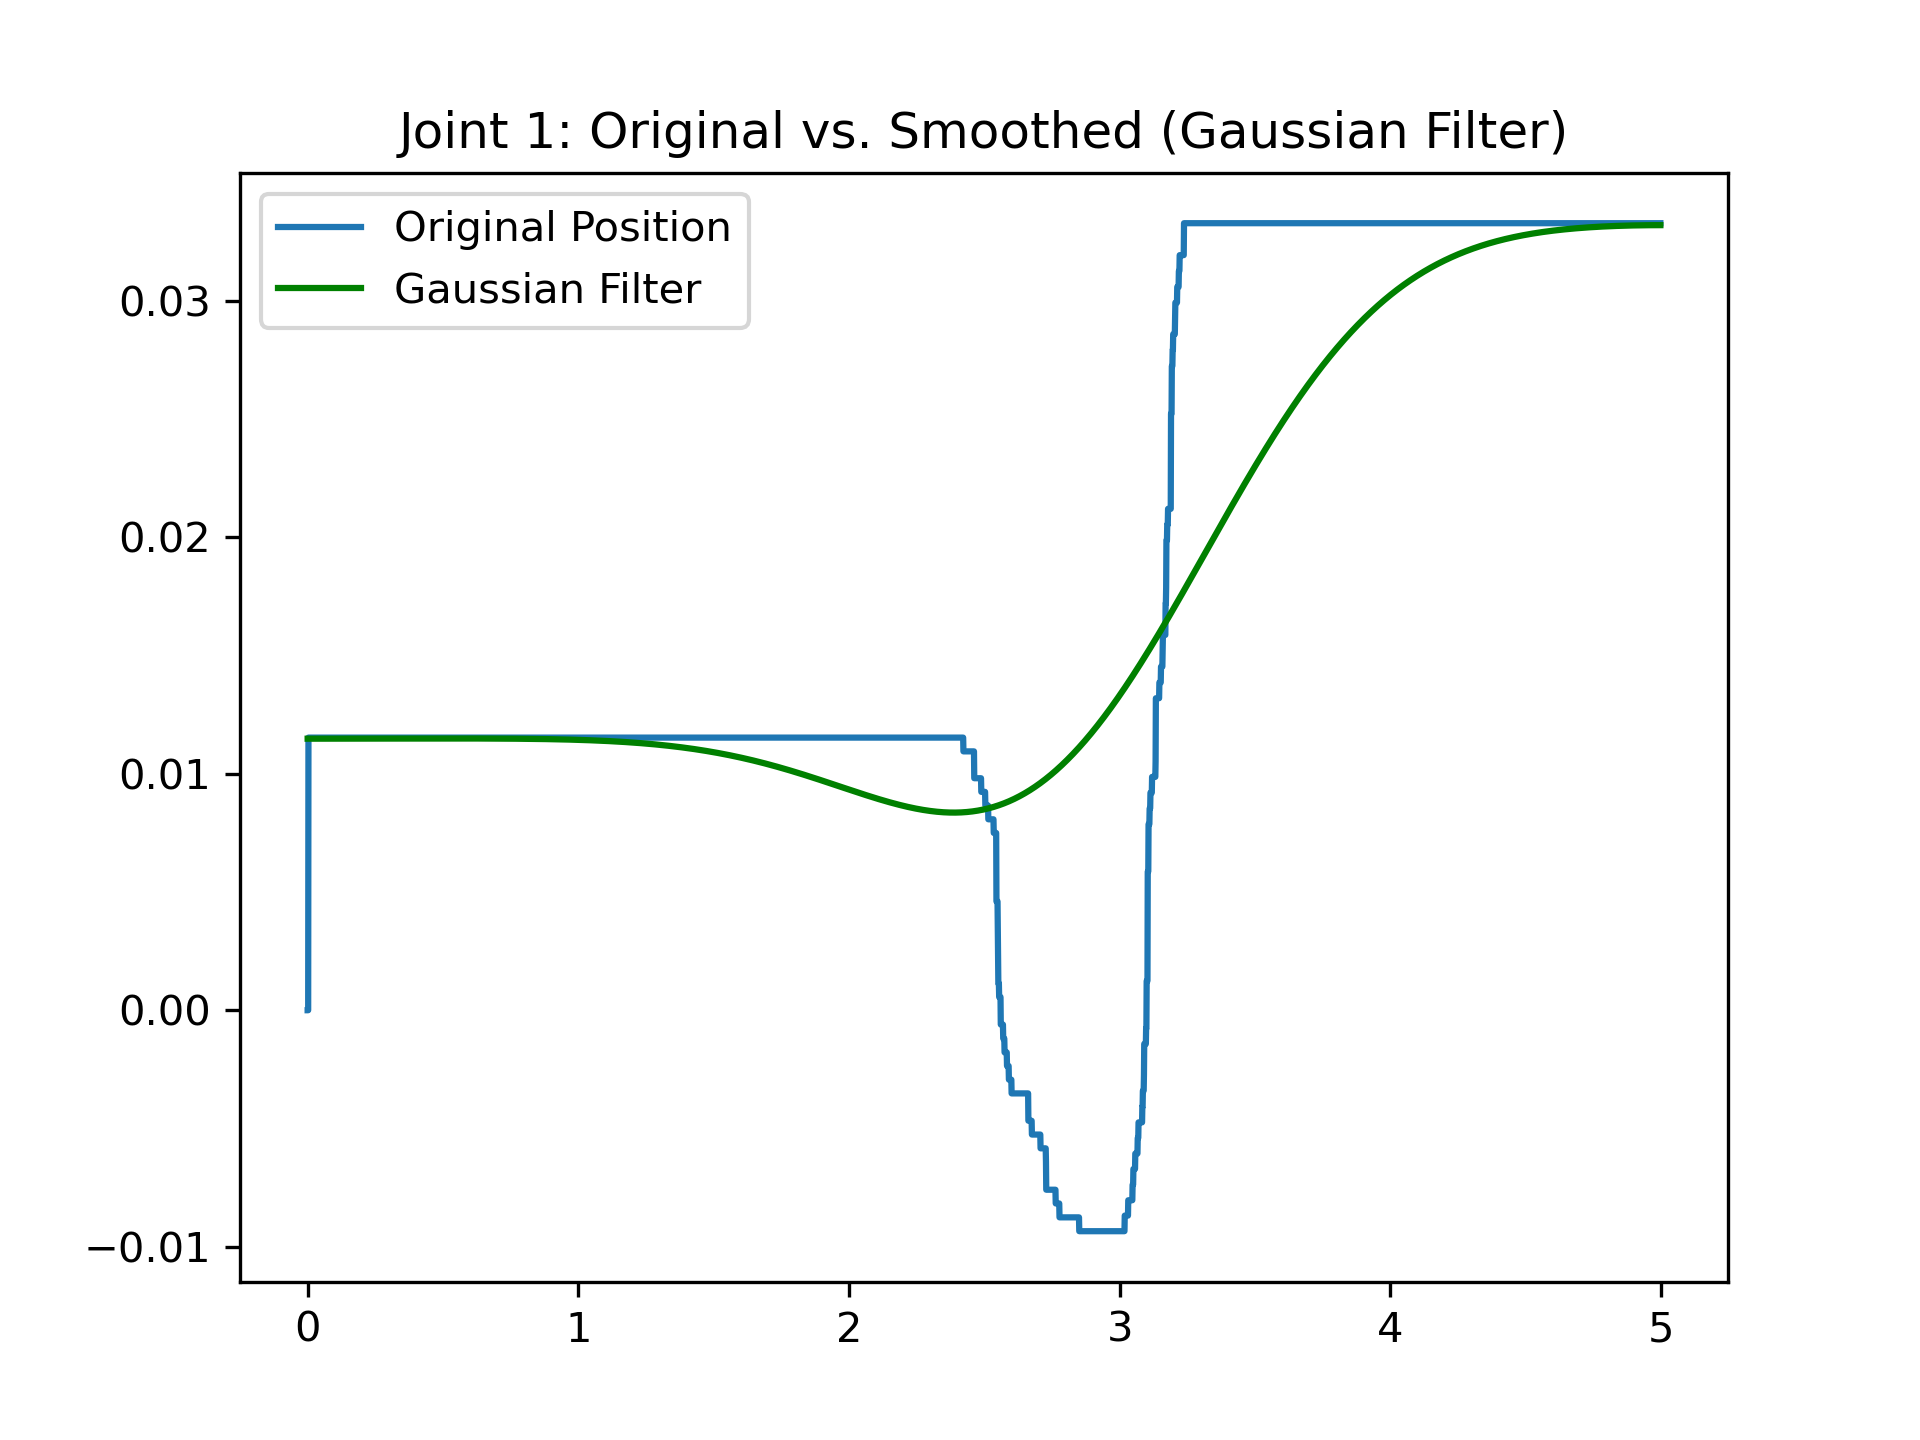 Joint 1: Original vs. Smoothed (Gaussian Filter)
Original Position
Gaussian Filter
0.03
0.02
0.01
0.00
−0.01
0 1 2 3 4 5